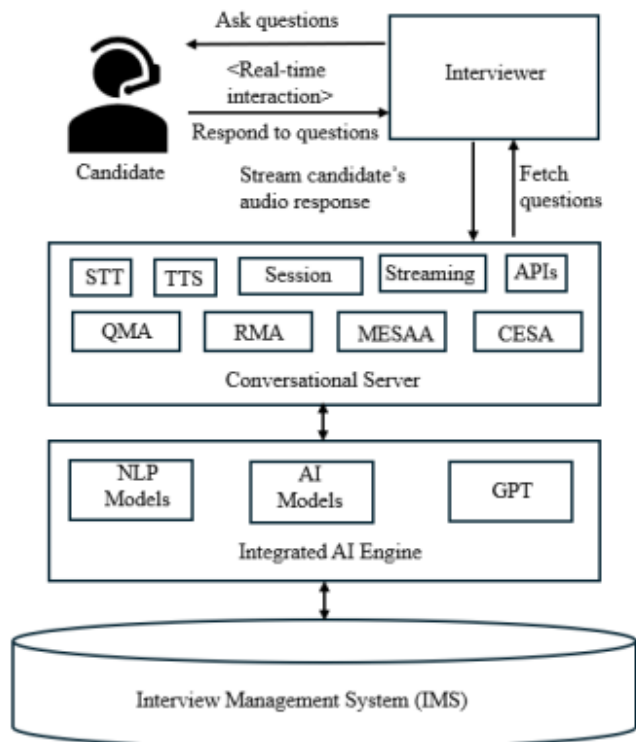 Ask questions
<Real-time
interaction>
Respond to questions
Candidate
Interviewer
Stream candidate's
audio response
Fetch
questions
STT
TTS
Session
Streaming
APIs
QMA
RMA
MESAA
CESA
Conversational Server
NLP
Models
AI
Models
GPT
Integrated AI Engine
Interview Management System (IMS)